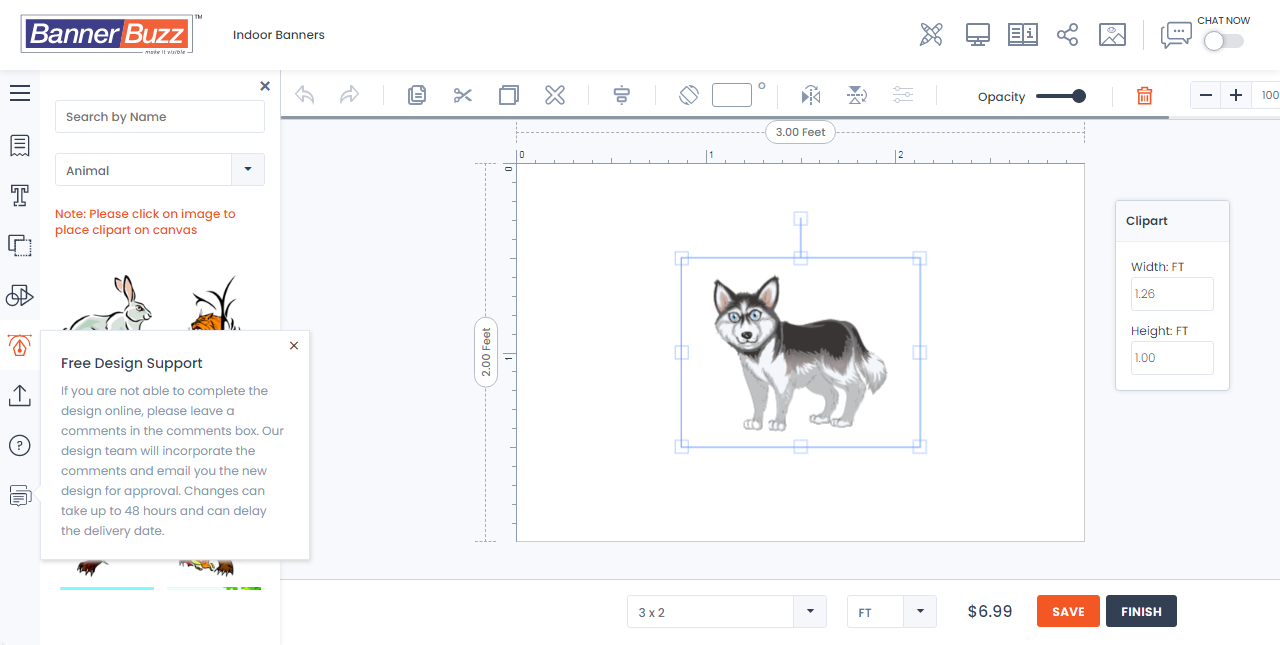 BannerBuzz TM
make it visible
Indoor Banners
CHAT NOW
Search by Name
Animal
Note: Please click on image to
place clipart on canvas
Free Design Support
If you are not able to complete the
design online, please leave a
comments in the comments box. Our
design team will incorporate the
comments and email you the new
design for approval. Changes can
take up to 48 hours and can delay
the delivery date.
Opacity
100
3.00 Feet
0
1
2
0
1
2.00 Feet
Clipart
Width: FT
1.26
Height: FT
1.00
3 x 2
FT
$6.99
SAVE
FINISH